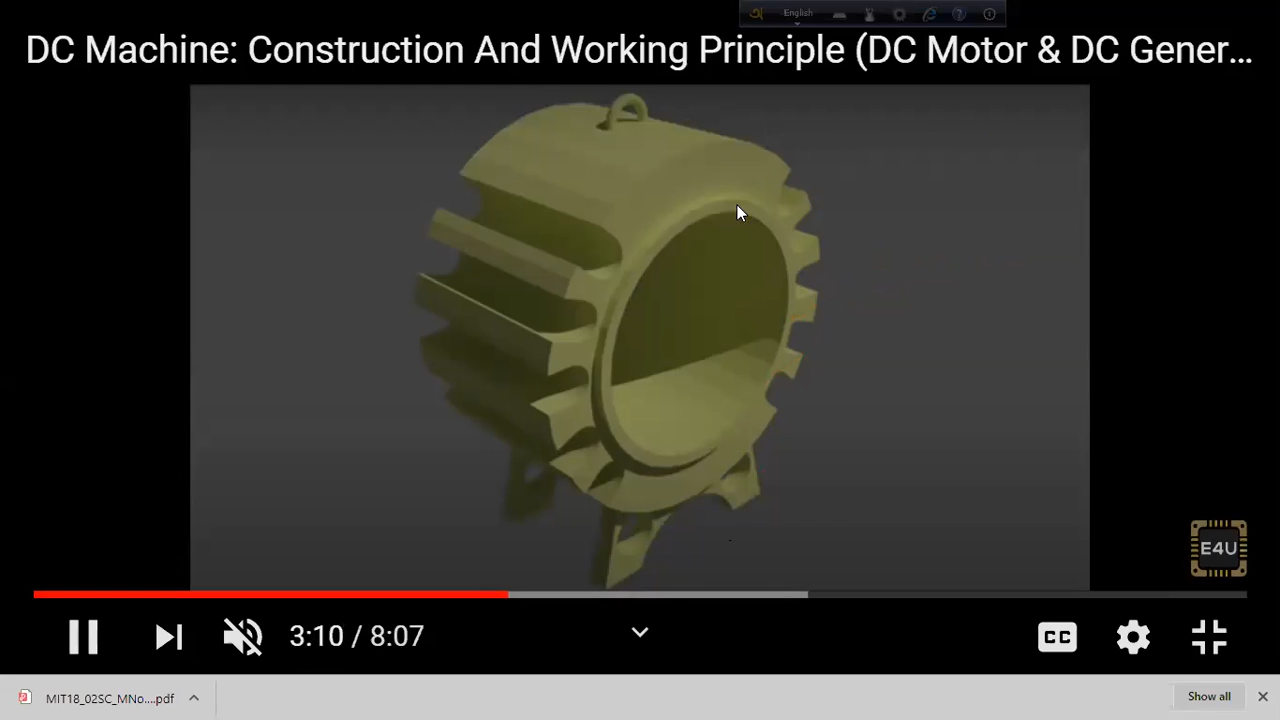 English
DC Machine: Construction And Working Principle (DC Motor & DC Gener...
E4U
3:10 / 8:07
CC
MIT18_02SC_MNo....pdf
Show all